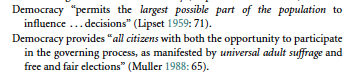 Democracy “permits the largest possible part of the population to
influence . . . decisions” (Lipset 1959: 71).
Democracy provides “all citizens with both the opportunity to participate
in the governing process, as manifested by universal adult suffrage and
free and fair elections” (Muller 1988: 65).